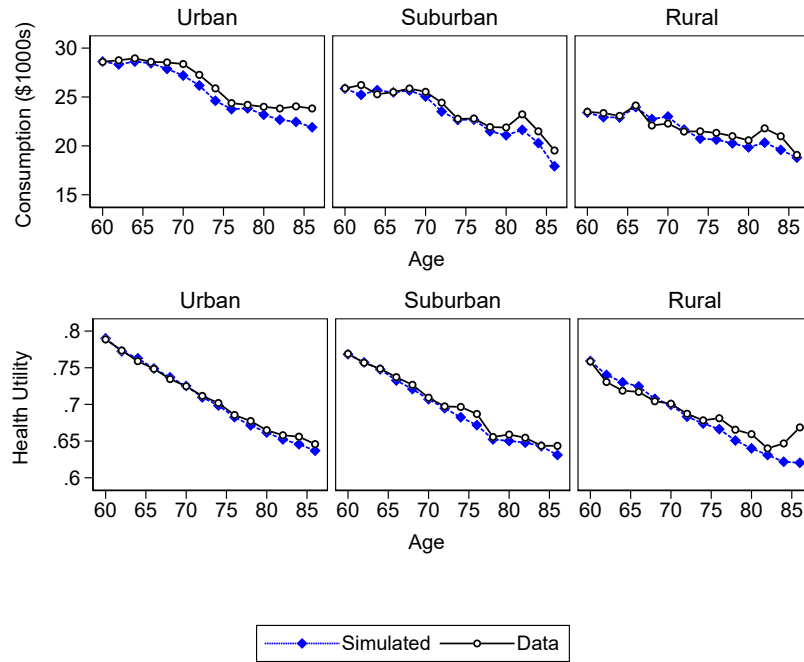 Urban Suburban Rural
Consumption ($1000s)
30
25
20
15
60 65 70 75 80 85 60 65 70 75 80 85 60 65 70 75 80 85
Age
Urban Suburban Rural
Health Utility
.8
.75
.7
.65
.6
60 65 70 75 80 85 60 65 70 75 80 85 60 65 70 75 80 85
Age
Simulated Data